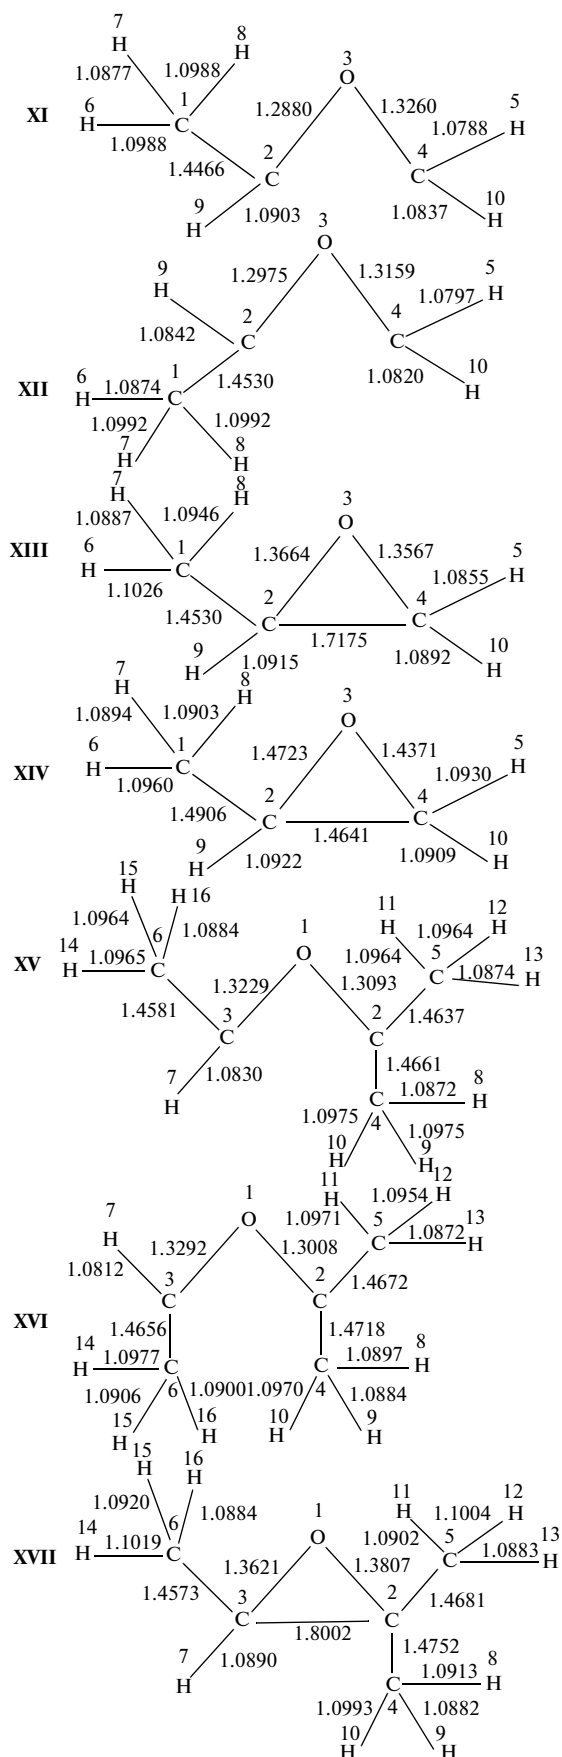 7 8
H H 3
1.0877 1.0988 O
XI 6 1 1.2880 1.3260 5
H C 1.0788 H
1.0988 2 4
1.4466 C C 10
9 1.0903 1.0837 H
H 3
O
9 1.2975 1.3159 5
H 2 4 1.0797 H
1.0842 C C 10
XII 6 1.0874 1 1.4530 1.0820 H
H C
1.0992 1.0992
7 8
H H
7 8
H H 3
1.0887 1.0946 O
XIII 6 1 1.3664 1.3567 5
H C 1.0855 H
1.1026 2 4
1.4530 C 1.7175 C 10
9 1.0915 1.0892 H
H
7 8
H H 3
1.0894 1.0903 O
XIV 6 1 1.4723 1.4371 5
H C 1.0930 H
1.0960 2 4
1.4906 C 1.4641 C 10
9 1.0922 1.0909 H
H
15 16 11 12
H H 1 H H
1.0964 1.0884 O 1.0964
XV 14 6 1.0964 5 13
H 1.0965 C 1.3229 1.3093 C 1.0874 H
1.4581 3 2 1.4637
C C
7 1.0830 1.4661 8
H C 1.0872 H
1.0975 4 1.0975
10 9
H H
11 12
7 1 H 1.0954 H
H O 1.0971 5 13
1.0812 1.3292 1.3008 C 1.0872 H
3 2 1.4672
XVI C C
14 1.4656 1.4718 8
H 1.0977 C C 1.0897 H
1.0906 6 1.0900 1.0970 4 1.0884
15 16 10 9
H H H H
15 16
H H 11 12
1.0920 1.0884 1 H 1.1004 H
14 6 O 1.0902 5 13
XVII H 1.1019 C 1.3621 1.3807 C 1.0883 H
1.4573 3 2 1.4681
C 1.8002 C
7 1.0890 1.4752 8
H C 1.0913 H
1.0993 4 1.0882
10 9
H H